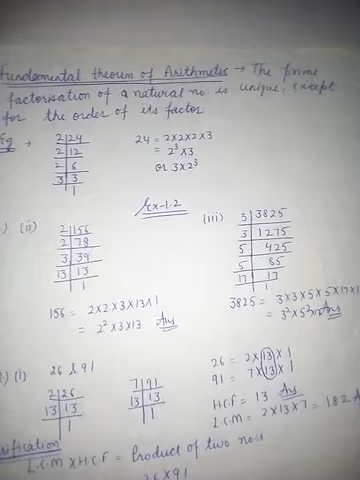 Fundamental theorem of Arithmetes → The prime
factorisation of a natural no. is unique, except
for the order of its factor
Eg →
2 | 24
2 | 12
2 | 6
3 | 3
1
24 = 2×2×2×3
= 2³×3
or 3×2³
Ex-1.2
(ii)
2 | 156
2 | 78
3 | 39
13 | 13
1
156 = 2×2×3×13×1
= 2²×3×13 Ans
(iii)
3 | 3825
3 | 1275
5 | 425
5 | 85
17 | 17
1
3825 = 3×3×5×5×17×1
= 3²×5²×17 Ans
(i) 26 & 91
2 | 26
13 | 13
1
7 | 91
13 | 13
1
26 = 2×13×1
91 = 7×13×1
H.C.F = 13 Ans
L.C.M = 2×13×7 = 182
L.C.M × H.C.F = Product of two no.s
26×91